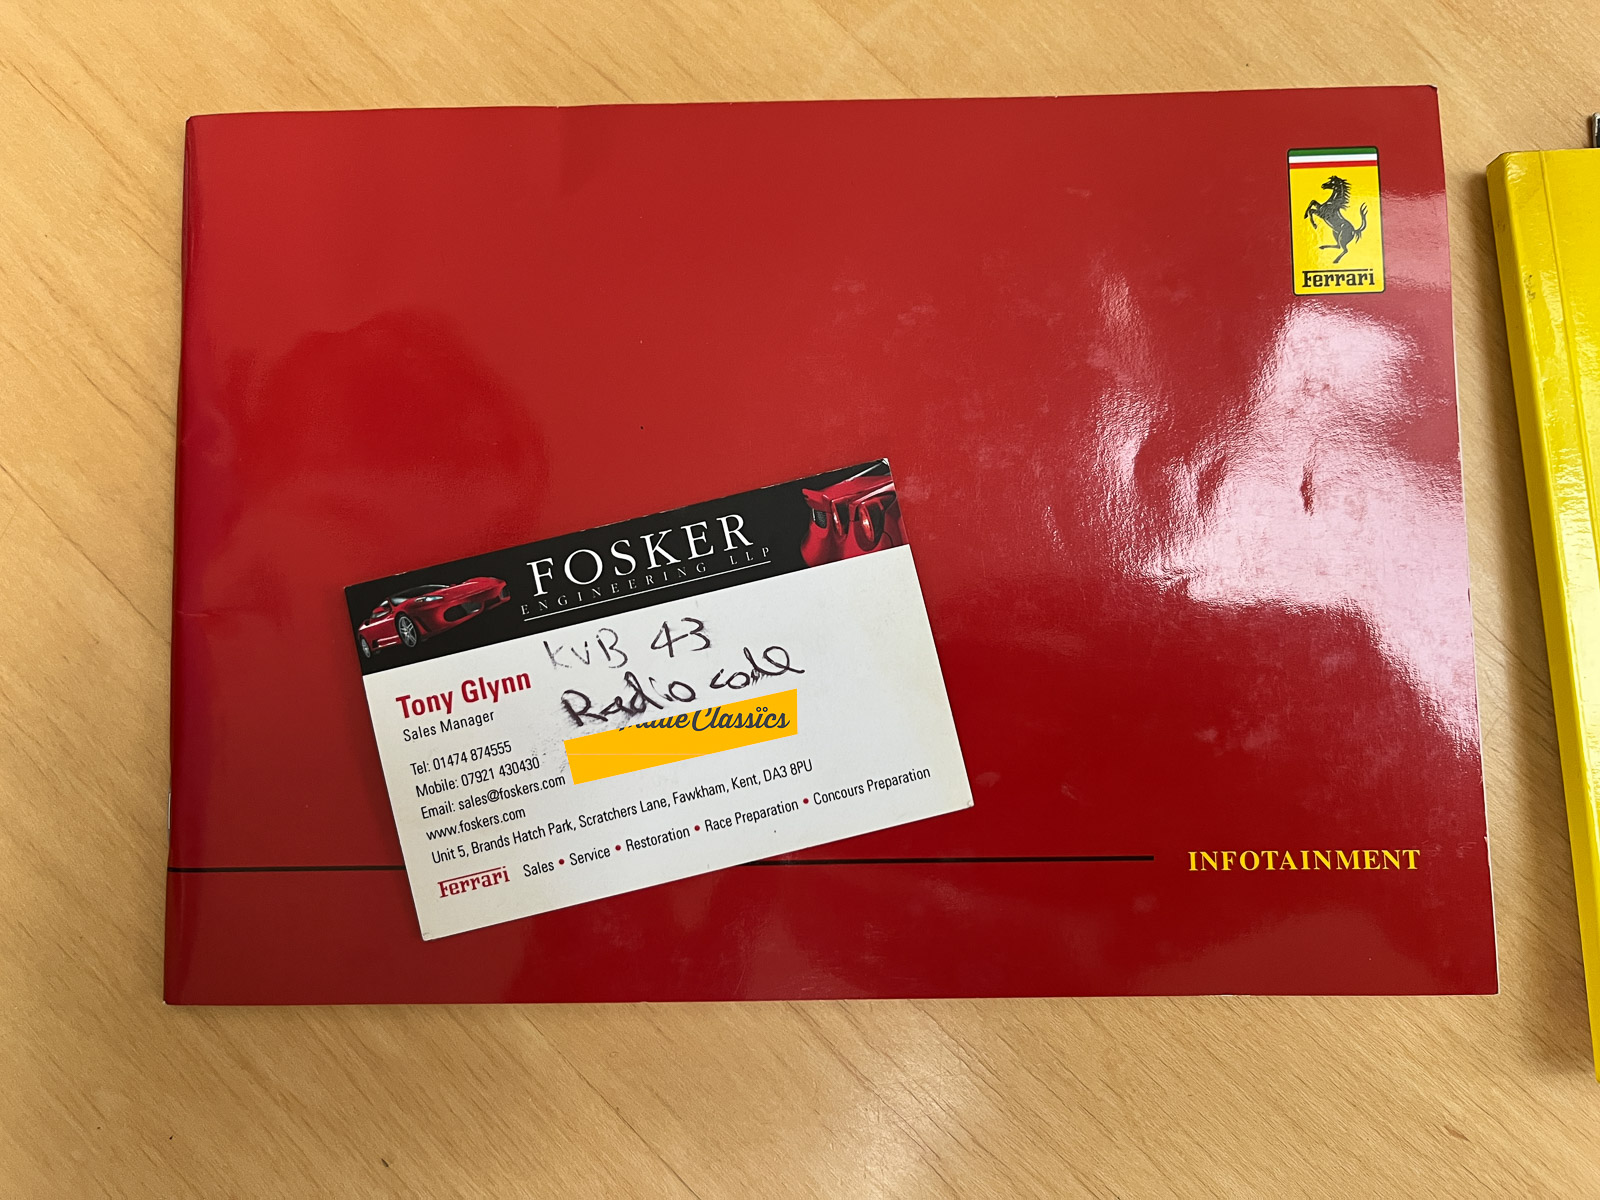 Ferrari
FOSKER
ENGINEERING LLP
KVB 43
Radio code
Classics
Tony Glynn
Sales Manager
Tel: 01474 874555
Mobile: 07921 430430
Email: sales@foskers.com
www.foskers.com
Unit 5, Brands Hatch Park, Scratchers Lane, Fawkham, Kent, DA3 8PU
Ferrari Sales • Service • Restoration • Race Preparation • Concours Preparation
INFOTAINMENT